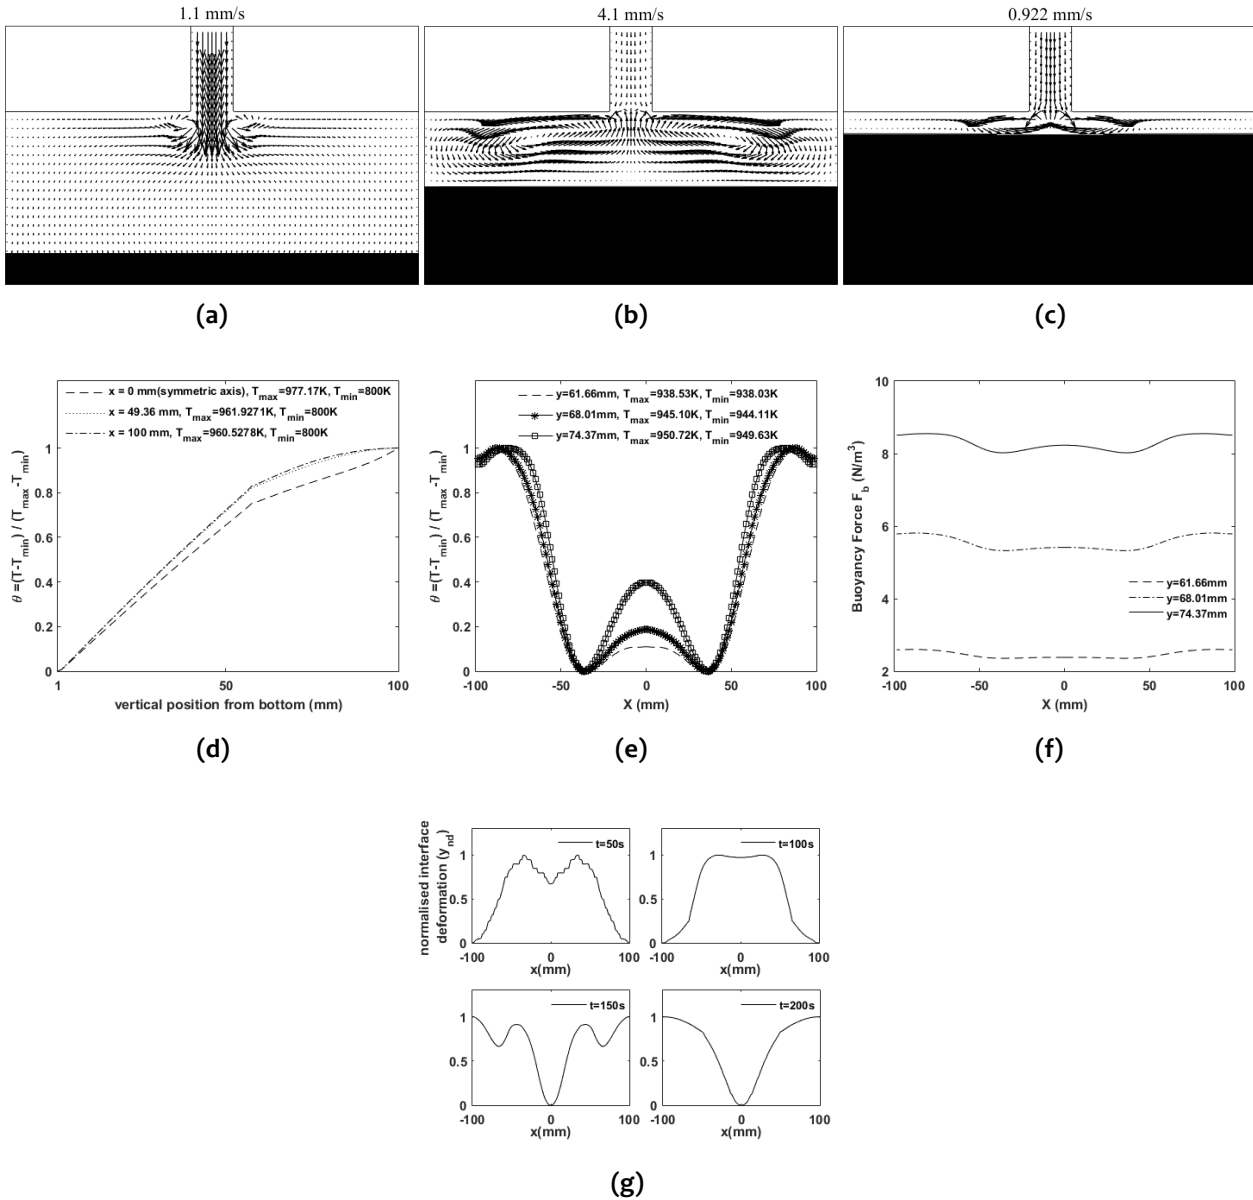 1.1 mm/s
4.1 mm/s
0.922 mm/s
(a)
(b)
(c)
x = 0 mm(symmetric axis), T_max=977.17K, T_min=800K
x = 49.36 mm, T_max=961.9271K, T_min=800K
x = 100 mm, T_max=960.5278K, T_min=800K
θ =(T-T_min) / (T_max-T_min)
1
0.8
0.6
0.4
0.2
0
1
50
100
vertical position from bottom (mm)
(d)
y=61.66mm, T_max=938.53K, T_min=938.03K
y=68.01mm, T_max=945.10K, T_min=944.11K
y=74.37mm, T_max=950.72K, T_min=949.63K
θ =(T-T_min) / (T_max-T_min)
1
0.8
0.6
0.4
0.2
0
-100
-50
0
50
100
X (mm)
(e)
Buoyancy Force F_b (N/m³)
10
8
6
4
2
y=61.66mm
y=68.01mm
y=74.37mm
-100
-50
0
50
100
X (mm)
(f)
normalised interface
deformation (y_nd)
1
0.5
0
t=50s
-100
0
100
x(mm)
1
0.5
0
t=100s
-100
0
100
x(mm)
1
0.5
0
t=150s
-100
0
100
x(mm)
1
0.5
0
t=200s
-100
0
100
x(mm)
(g)